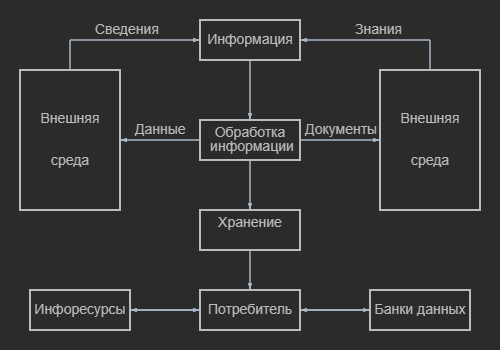 Сведения
Знания
Информация
Внешняя
среда
Внешняя
среда
Данные
Обработка
информации
Документы
Хранение
Инфоресурсы
Потребитель
Банки данных